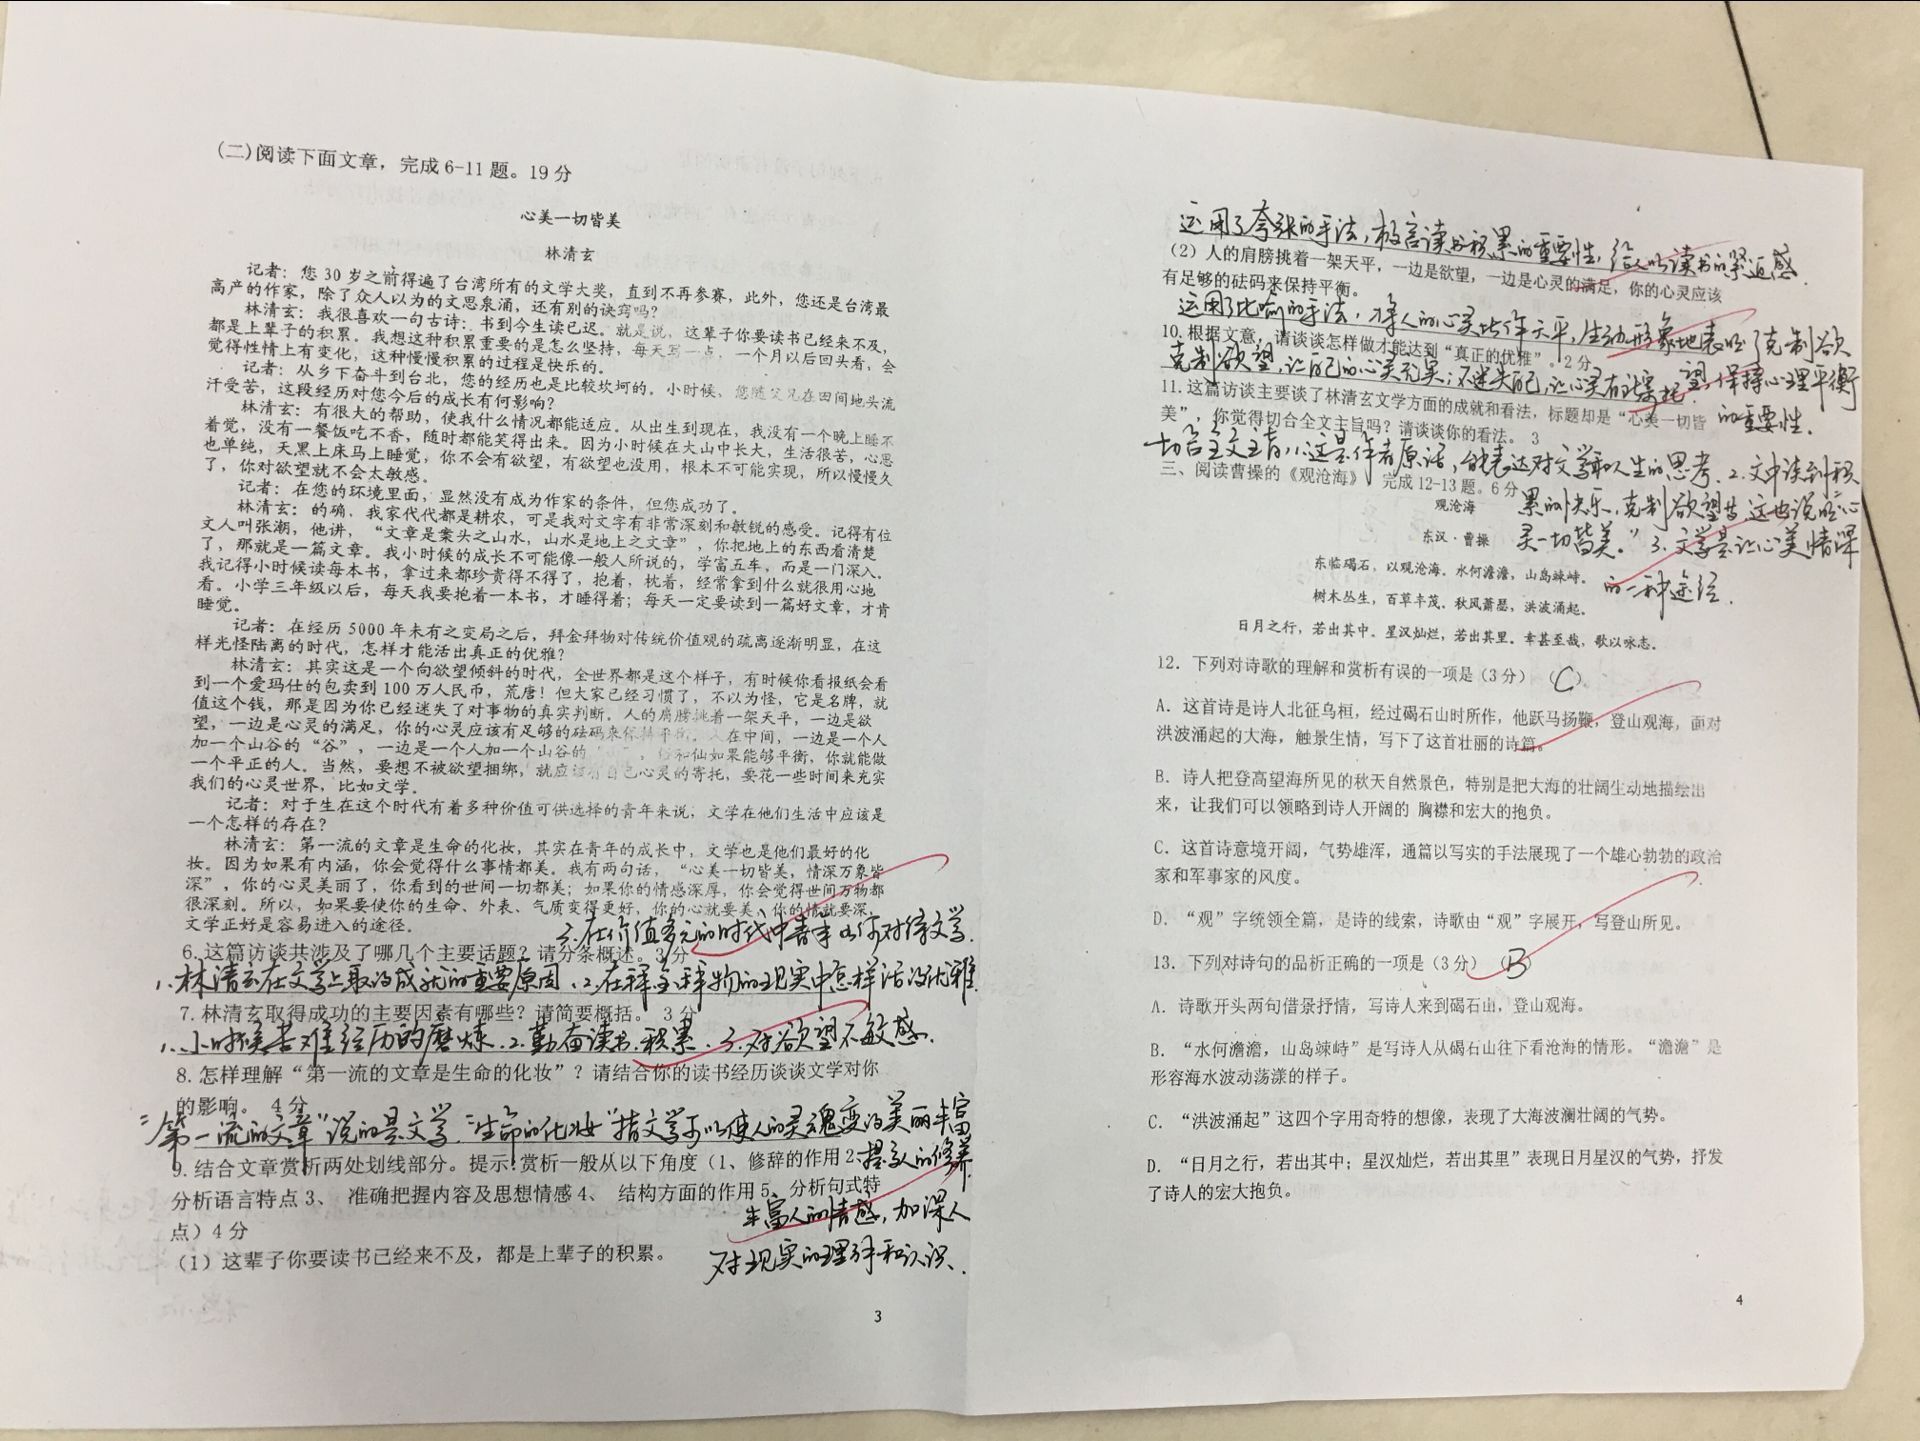 (二)阅读下面文章，完成6-11题。19分
心美一切皆美
林清玄
记者：您30岁之前得遍了台湾所有的文学大奖，直到不再参赛，此外，您还是台湾最
高产的作家，除了众人以为的文思泉涌，还有别的诀窍吗？
林清玄：我很喜欢一句古诗：书到今生读已迟。就是说，这辈子你要读书已经来不及，
都是上辈子的积累。我想这种积累重要的是怎么坚持，每天写一点，一个月以后回头看，会
觉得性情上有变化，这种慢慢积累的过程是快乐的。
记者：从乡下奋斗到台北，您的经历也是比较坎坷的。小时候，您随父兄在田间地头流
汗受苦，这段经历对您今后的成长有何影响？
林清玄：有很大的帮助，使我什么情况都能适应。从出生到现在，我没有一个晚上睡不
着觉，没有一餐饭吃不香，随时都能笑得出来。因为小时候在大山中长大，生活很苦，心思
也单纯，天黑上床马上睡觉，你不会有欲望，有欲望也没用，根本不可能实现，所以慢慢久
了，你对欲望就不会太敏感。
记者：在您的环境里面，显然没有成为作家的条件，但您成功了。
林清玄：的确，我家代代都是耕农，可是我对文字有非常深刻和敏锐的感受。记得有位
文人叫张潮，他讲，“文章是案头之山水，山水是地上之文章”，你把地上的东西看清楚
了，那就是一篇文章。我小时候的成长不可能像一般人所说的，学富五车，而是一门深入。
我记得小时候读每本书，拿过来都珍贵得不得了，抱着，枕着，经常拿到什么就很用心地
看。小学三年级以后，每天我要抱着一本书，才睡得着；每天一定要读到一篇好文章，才肯
睡觉。
记者：在经历5000年未有之变局之后，拜金拜物对传统价值观的疏离逐渐明显，在这
样光怪陆离的时代，怎样才能活出真正的优雅？
林清玄：其实这是一个向欲望倾斜的时代，全世界都是这个样子，有时候你看报纸会看
到一个爱玛仕的包卖到100万人民币，荒唐！但大家已经习惯了，不以为怪，它是名牌，就
值这个钱，那是因为你已经迷失了对事物的真实判断。人的肩膀挑着一架天平，一边是欲
望，一边是心灵的满足，你的心灵应该有足够的砝码来保持平衡。人在中间，一边是一个人
加一个山谷的“谷”，一边是一个人加一个山谷的 ，俗和仙如果能够平衡，你就能做
一个平正的人。当然，要想不被欲望捆绑，就应该有自己心灵的寄托，要花一些时间来充实
我们的心灵世界，比如文学。
记者：对于生在这个时代有着多种价值可供选择的青年来说，文学在他们生活中应该是
一个怎样的存在？
林清玄：第一流的文章是生命的化妆，其实在青年的成长中，文学也是他们最好的化
妆。因为如果有内涵，你会觉得什么事情都美。我有两句话，“心美一切皆美，情深万象皆
深”，你的心灵美丽了，你看到的世间一切都美；如果你的情感深厚，你会觉得世间万物都
很深刻。所以，如果要使你的生命、外表、气质变得更好，你的心就要美，你的情就要深，
文学正好是容易进入的途径。
3.在价值多元的时代中青年如何对待文学.
6.这篇访谈共涉及了哪几个主要话题？请分条概述。3分
1.林清玄在文学上取得成就的重要原因.2.在拜金拜物的现实中怎样活得优雅
7.林清玄取得成功的主要因素有哪些？请简要概括。 3分
1.小时候苦难经历的磨炼.2.勤奋读书.积累.3.对欲望不敏感.
8.怎样理解“第一流的文章是生命的化妆”？请结合你的读书经历谈谈文学对你
的影响。 4分
“第一流的文章”说的是文学.“生命的化妆”指文学可以使人的灵魂变得美丽丰富
9.结合文章赏析两处划线部分。提示：赏析一般从以下角度（1、修辞的作用2、
提高人的修养.
分析语言特点3、 准确把握内容及思想情感4、 结构方面的作用5、分析句式特
丰富人的情感，加深人
点）4分
对现实的理解和认识.
（1）这辈子你要读书已经来不及，都是上辈子的积累。
3
运用了夸张的手法，极言读书积累的重要性，给人以读书的紧迫感.
（2）人的肩膀挑着一架天平，一边是欲望，一边是心灵的满足，你的心灵应该
有足够的砝码来保持平衡。
运用了比喻的手法，将人的心灵比作天平，生动形象地表明了克制欲
望，保持心理平衡
的重要性.
10.根据文意，请谈谈怎样做才能达到“真正的优雅”。2分
克制欲望，让自己的心灵充实；不迷失自己，让心灵有寄托.
11.这篇访谈主要谈了林清玄文学方面的成就和看法，标题却是“心美一切皆
美”，你觉得切合全文主旨吗？请谈谈你的看法。 3
切合全文主旨.1.这是作者原话，能表达对文学和人生的思考.2.文中谈到积
累的快乐，克制欲望等 这也说明“心
灵一切皆美.”3.文学是让心美情深
的一种途径.
三、阅读曹操的《观沧海》，完成12-13题。6分
观沧海
东汉·曹操
东临碣石，以观沧海。水何澹澹，山岛竦峙。
树木丛生，百草丰茂。秋风萧瑟，洪波涌起。
日月之行，若出其中。星汉灿烂，若出其里。幸甚至哉，歌以咏志。
12．下列对诗歌的理解和赏析有误的一项是(3分) （C）
A．这首诗是诗人北征乌桓，经过碣石山时所作，他跃马扬鞭，登山观海，面对
洪波涌起的大海，触景生情，写下了这首壮丽的诗篇。
B．诗人把登高望海所见的秋天自然景色，特别是把大海的壮阔生动地描绘出
来，让我们可以领略到诗人开阔的 胸襟和宏大的抱负。
C．这首诗意境开阔，气势雄浑，通篇以写实的手法展现了一个雄心勃勃的政治
家和军事家的风度。
D．“观”字统领全篇，是诗的线索，诗歌由“观”字展开，写登山所见。
13．下列对诗句的品析正确的一项是(3分) （B）
A．诗歌开头两句借景抒情，写诗人来到碣石山，登山观海。
B．“水何澹澹，山岛竦峙”是写诗人从碣石山往下看沧海的情形。“澹澹”是
形容海水波动荡漾的样子。
C．“洪波涌起”这四个字用奇特的想像，表现了大海波澜壮阔的气势。
D．“日月之行，若出其中；星汉灿烂，若出其里”表现日月星汉的气势，抒发
了诗人的宏大抱负。
4